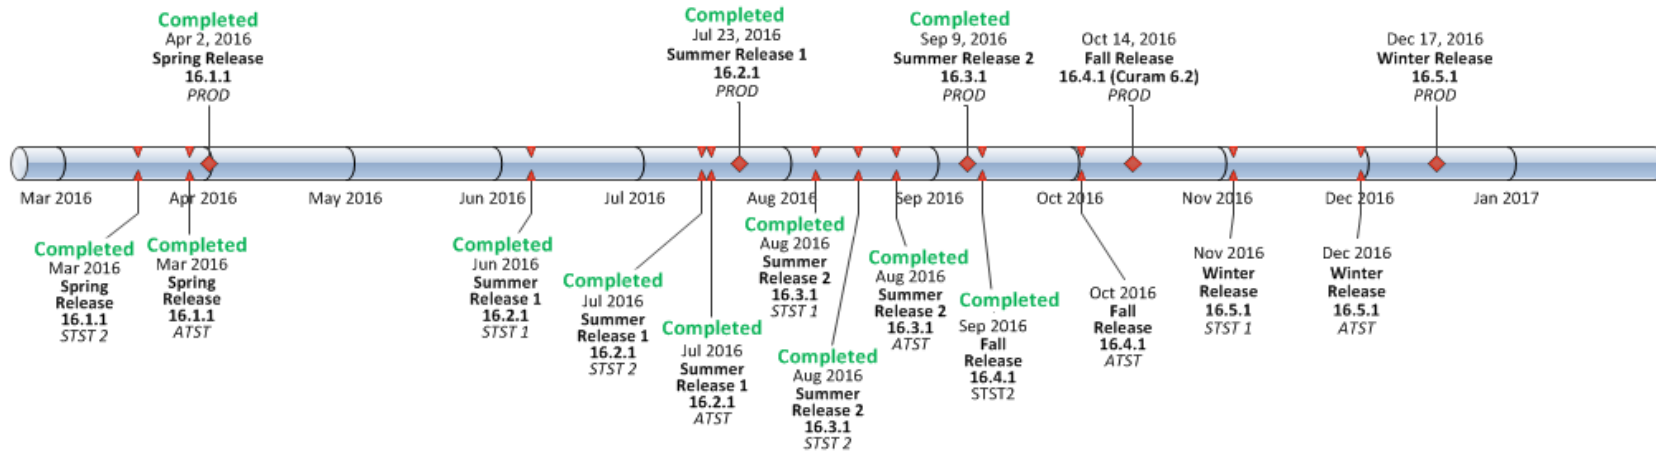 Completed
Apr 2, 2016
Spring Release
16.1.1
PROD
Completed
Jul 23, 2016
Summer Release 1
16.2.1
PROD
Completed
Sep 9, 2016
Summer Release 2
16.3.1
PROD
Oct 14, 2016
Fall Release
16.4.1 (Curam 6.2)
PROD
Dec 17, 2016
Winter Release
16.5.1
PROD
Mar 2016
Apr 2016
May 2016
Jun 2016
Jul 2016
Aug 2016
Sep 2016
Oct 2016
Nov 2016
Dec 2016
Jan 2017
Completed
Mar 2016
Spring
Release
16.1.1
STST 2
Completed
Mar 2016
Spring
Release
16.1.1
ATST
Completed
Jun 2016
Summer
Release 1
16.2.1
STST 1
Completed
Jul 2016
Summer
Release 1
16.2.1
STST 2
Completed
Jul 2016
Summer
Release 1
16.2.1
ATST
Completed
Aug 2016
Summer
Release 2
16.3.1
STST 1
Completed
Aug 2016
Summer
Release 2
16.3.1
STST 2
Completed
Aug 2016
Summer
Release 2
16.3.1
ATST
Completed
Sep 2016
Fall
Release
16.4.1
STST2
Oct 2016
Fall
Release
16.4.1
ATST
Nov 2016
Winter
Release
16.5.1
STST 1
Dec 2016
Winter
Release
16.5.1
ATST